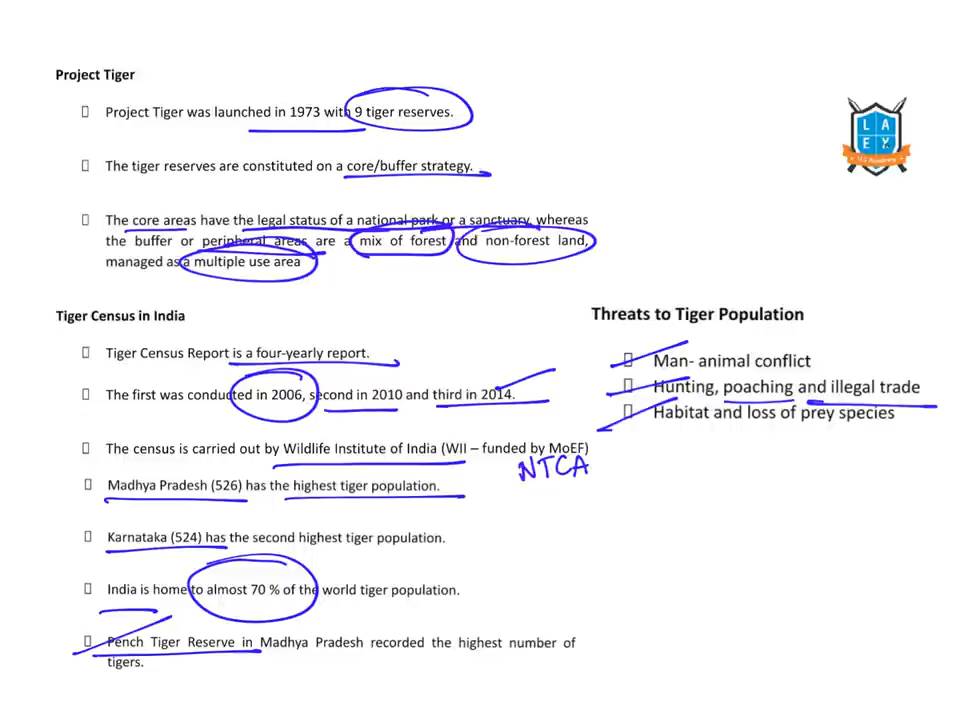 Project Tiger
Project Tiger was launched in 1973 with 9 tiger reserves.
The tiger reserves are constituted on a core/buffer strategy.
The core areas have the legal status of a national park or a sanctuary, whereas
the buffer or peripheral areas are a mix of forest and non-forest land,
managed as a multiple use area
Tiger Census in India
Tiger Census Report is a four-yearly report.
The first was conducted in 2006, second in 2010 and third in 2014.
The census is carried out by Wildlife Institute of India (WII – funded by MoEF)
NTCA
Madhya Pradesh (526) has the highest tiger population.
Karnataka (524) has the second highest tiger population.
India is home to almost 70 % of the world tiger population.
Pench Tiger Reserve in Madhya Pradesh recorded the highest number of
tigers.
Threats to Tiger Population
Man- animal conflict
Hunting, poaching and illegal trade
Habitat and loss of prey species
L A
E X
IAS Academy